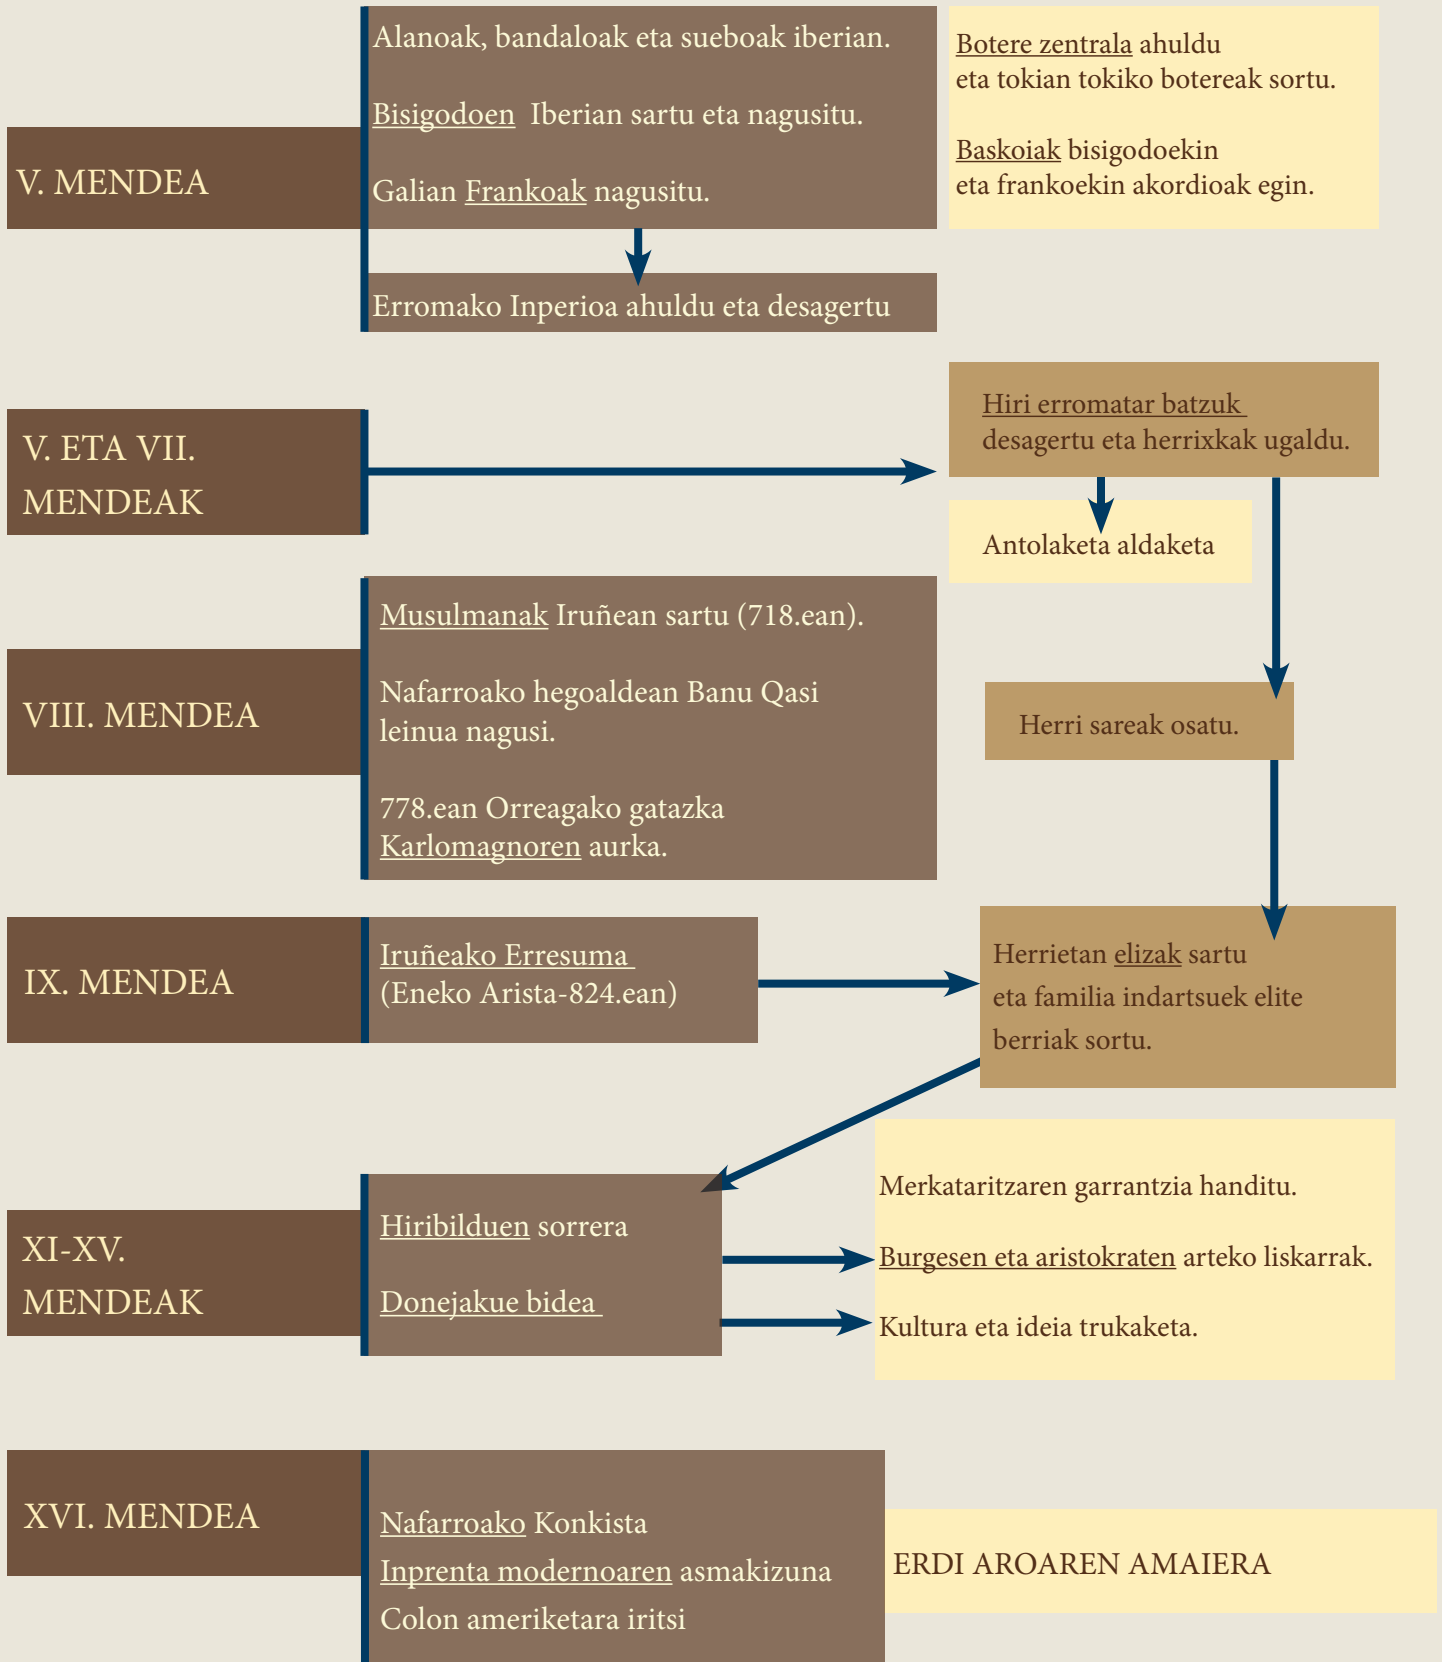 V. MENDEA
Alanoak, bandaloak eta sueboak iberian.
Bisigodoen Iberian sartu eta nagusitu.
Galian Frankoak nagusitu.
Erromako Inperioa ahuldu eta desagertu
Botere zentrala ahuldu
eta tokian tokiko botereak sortu.
Baskoiak bisigodoekin
eta frankoekin akordioak egin.
V. ETA VII.
MENDEAK
Hiri erromatar batzuk
desagertu eta herrixkak ugaldu.
Antolaketa aldaketa
VIII. MENDEA
Musulmanak Iruñean sartu (718.ean).
Nafarroako hegoaldean Banu Qasi
leinua nagusi.
778.ean Orreagako gatazka
Karlomagnoren aurka.
Herri sareak osatu.
IX. MENDEA
Iruñeako Erresuma
(Eneko Arista-824.ean)
Herrietan elizak sartu
eta familia indartsuek elite
berriak sortu.
XI-XV.
MENDEAK
Hiribilduen sorrera
Donejakue bidea
Merkataritzaren garrantzia handitu.
Burgesen eta aristokraten arteko liskarrak.
Kultura eta ideia trukaketa.
XVI. MENDEA
Nafarroako Konkista
Inprenta modernoaren asmakizuna
Colon ameriketara iritsi
ERDI AROAREN AMAIERA